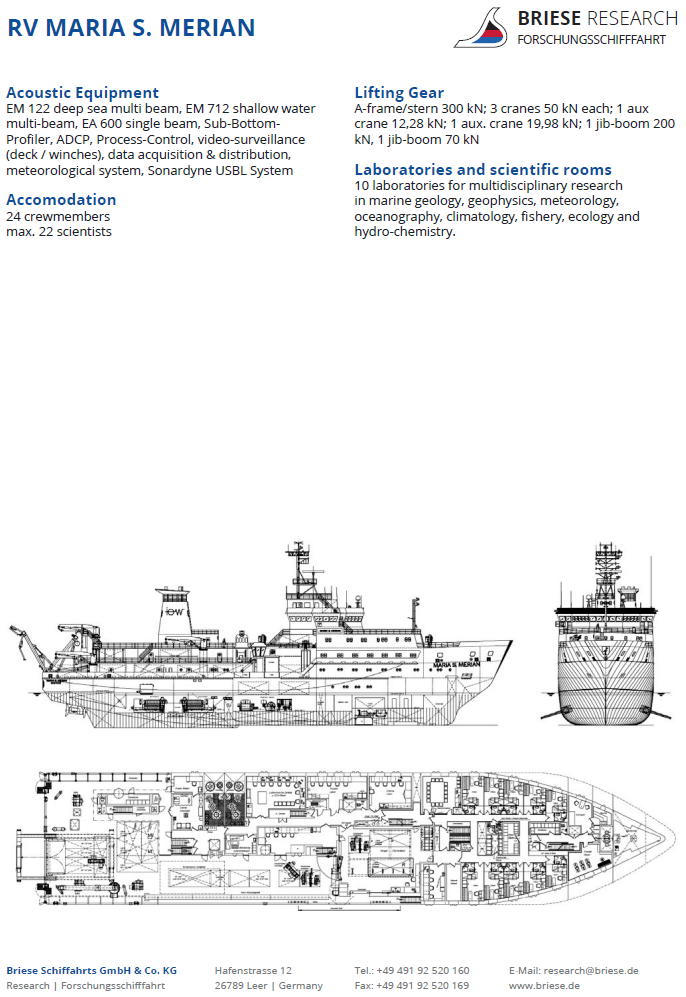 RV MARIA S. MERIAN
BRIESE RESEARCH
FORSCHUNGSSCHIFFFAHRT
Acoustic Equipment
EM 122 deep sea multi beam, EM 712 shallow water
multi-beam, EA 600 single beam, Sub-Bottom-
Profiler, ADCP, Process-Control, video-surveillance
(deck / winches), data acquisition & distribution,
meteorological system, Sonardyne USBL System
Accomodation
24 crewmembers
max. 22 scientists
Lifting Gear
A-frame/stern 300 kN; 3 cranes 50 kN each; 1 aux
crane 12,28 kN; 1 aux. crane 19,98 kN; 1 jib-boom 200
kN, 1 jib-boom 70 kN
Laboratories and scientific rooms
10 laboratories for multidisciplinary research
in marine geology, geophysics, meteorology,
oceanography, climatology, fishery, ecology and
hydro-chemistry.
iOW
MARIA S. MERIAN
Briese Schiffahrts GmbH & Co. KG
Research | Forschungsschifffahrt
Hafenstrasse 12
26789 Leer | Germany
Tel.: +49 491 92 520 160
Fax: +49 491 92 520 169
E-Mail: research@briese.de
www.briese.de